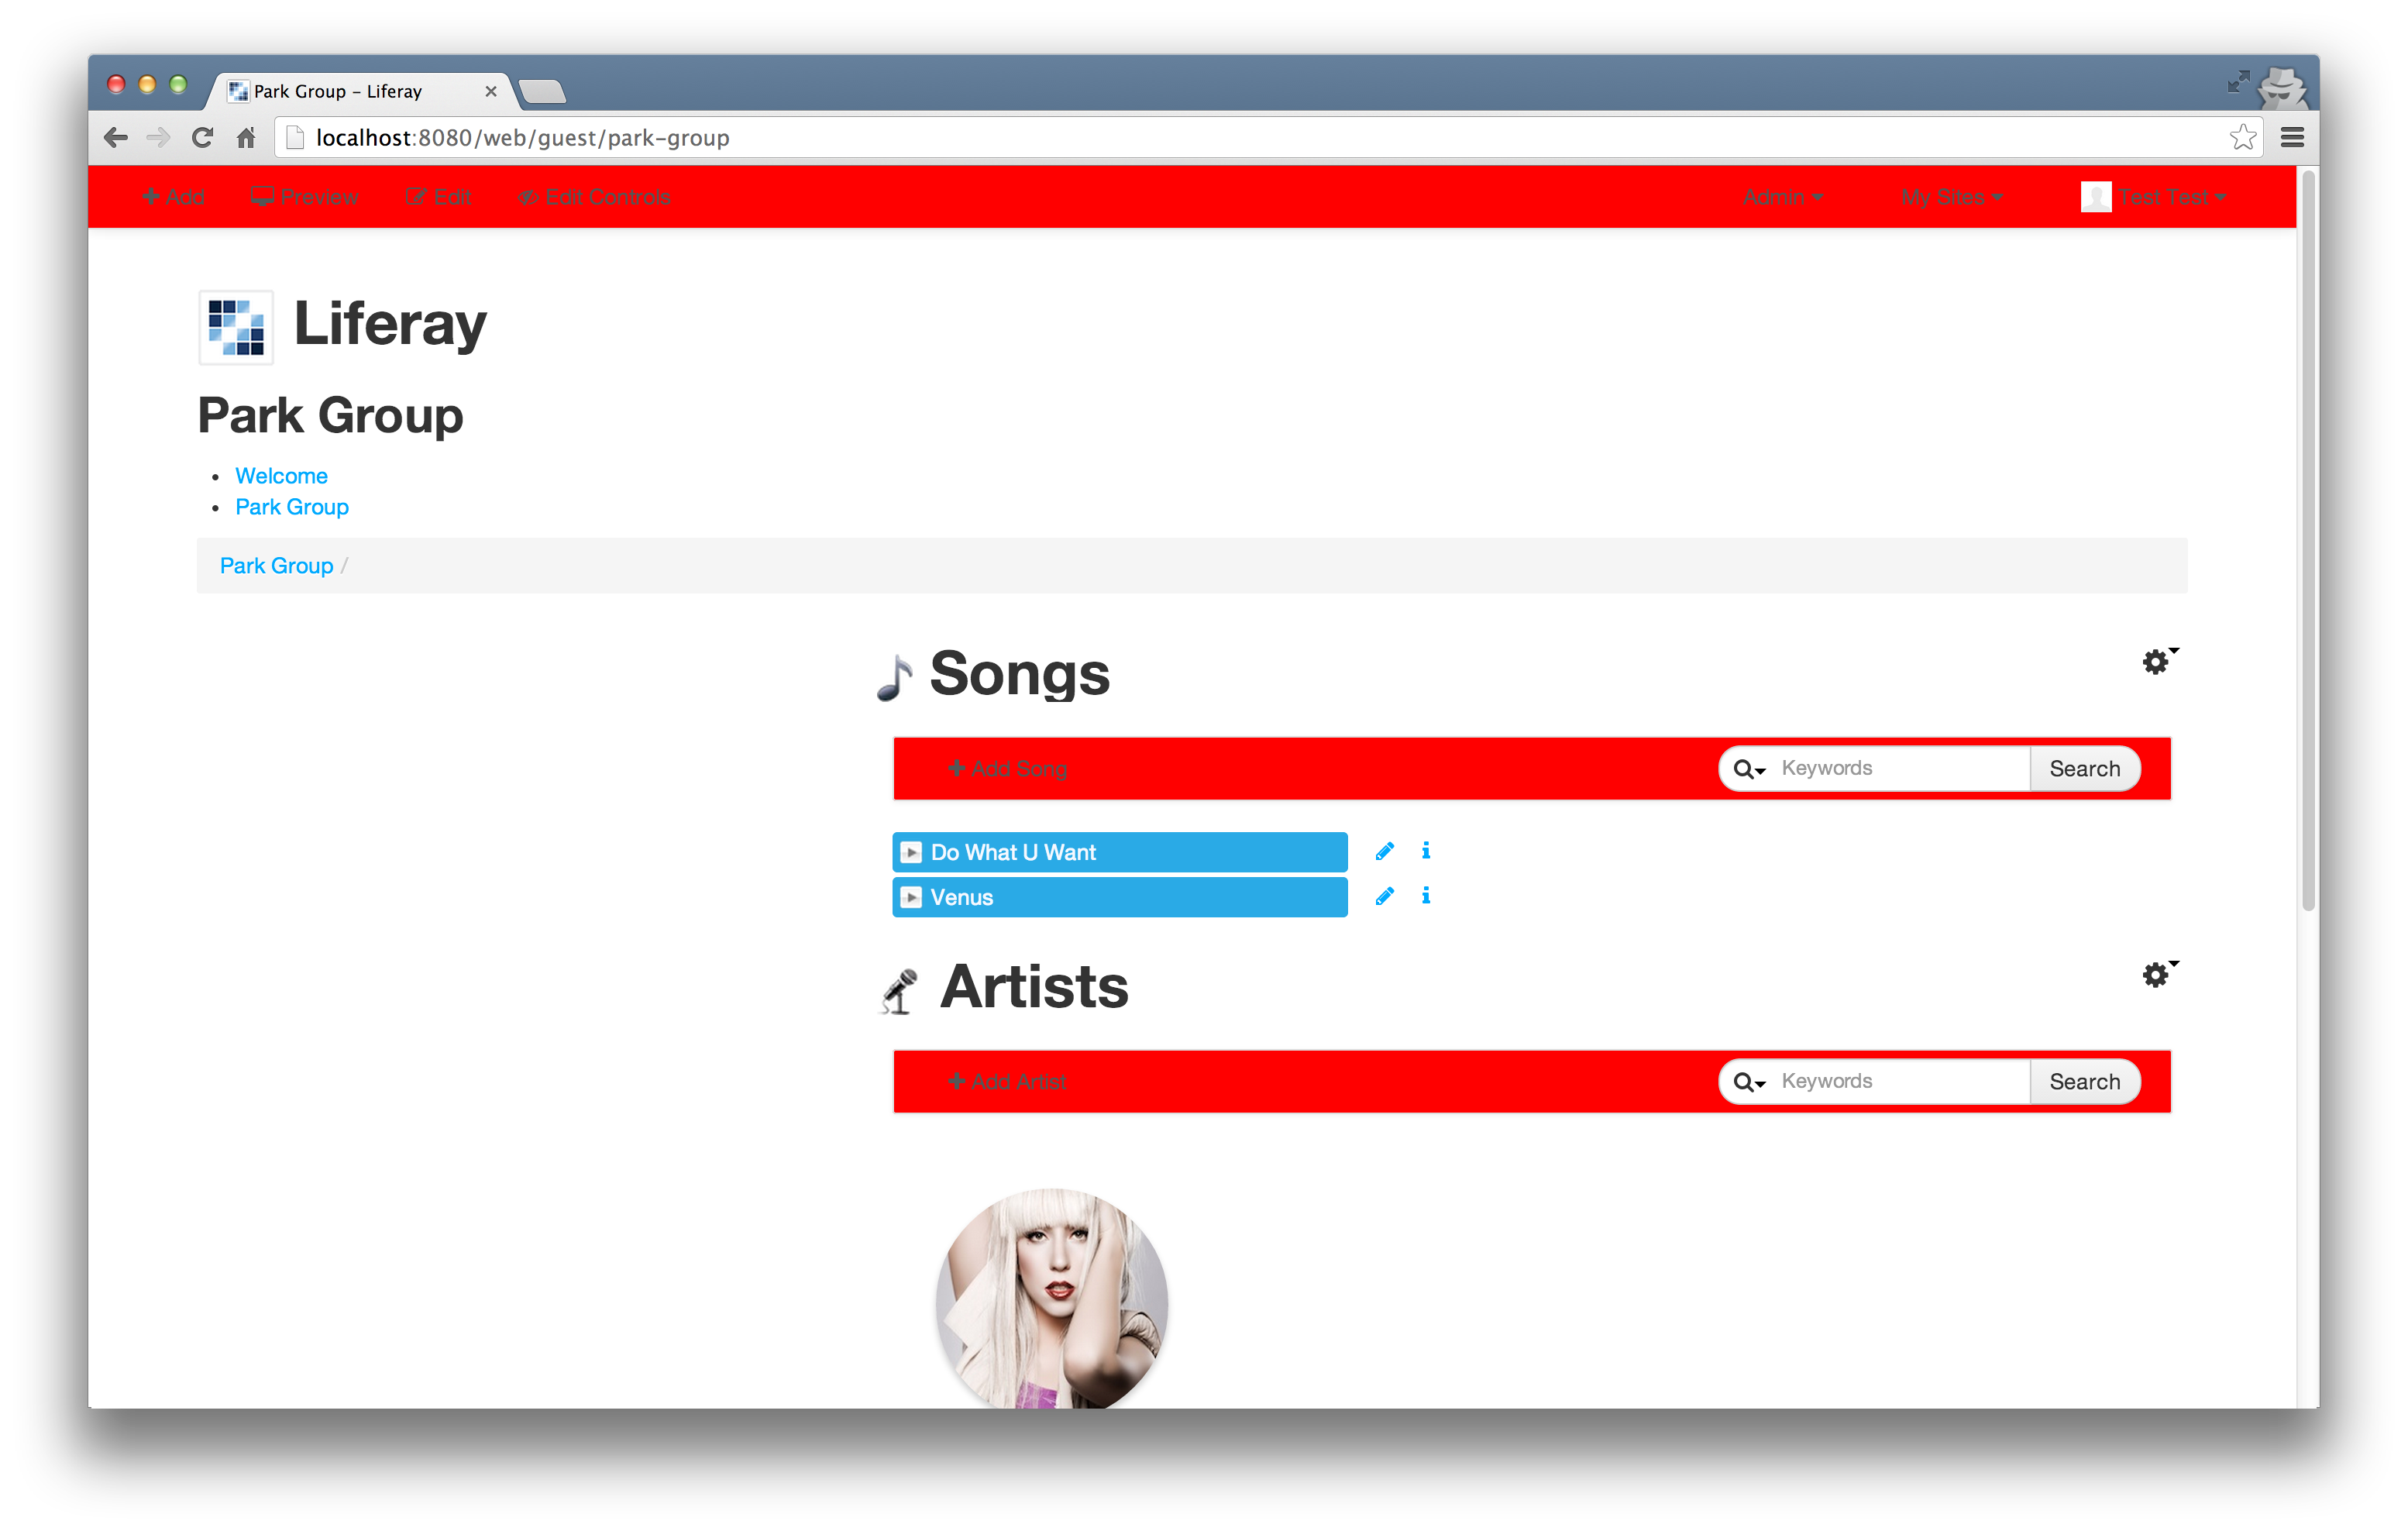 Park Group – Liferay
localhost:8080/web/guest/park-group
Add Preview Edit Edit Controls Admin My Sites Test Test
Liferay
Park Group
• Welcome
• Park Group
Park Group /
Songs
Add Song Keywords Search
Do What U Want
Venus
Artists
Add Artist Keywords Search